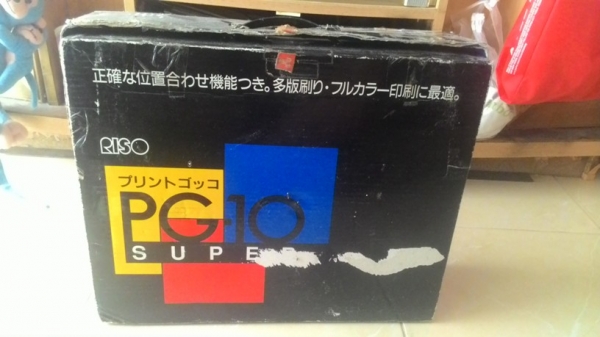 正確な位置合わせ機能つき。多版刷り・フルカラー印刷に最適。
RISO
プリントゴッコ
PG-10
SUPER